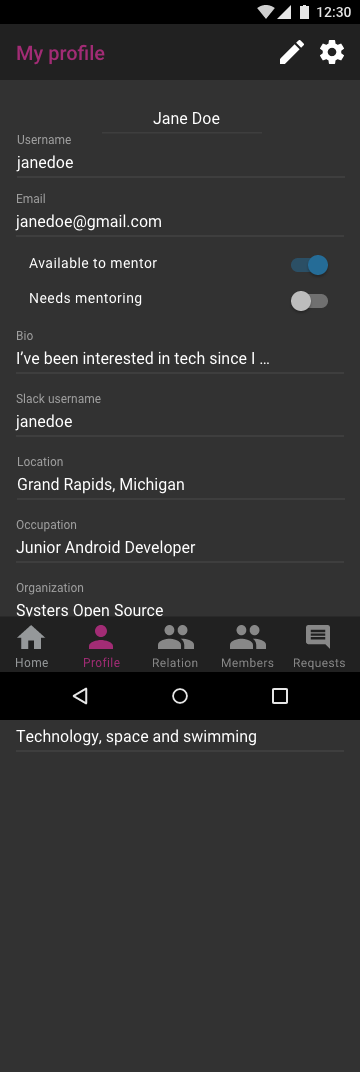 12:30
My profile
Jane Doe
Username
janedoe
Email
janedoe@gmail.com
Available to mentor
Needs mentoring
Bio
I've been interested in tech since I ...
Slack username
janedoe
Location
Grand Rapids, Michigan
Occupation
Junior Android Developer
Organization
Systers Open Source
Home Profile Relation Members Requests
Technology, space and swimming